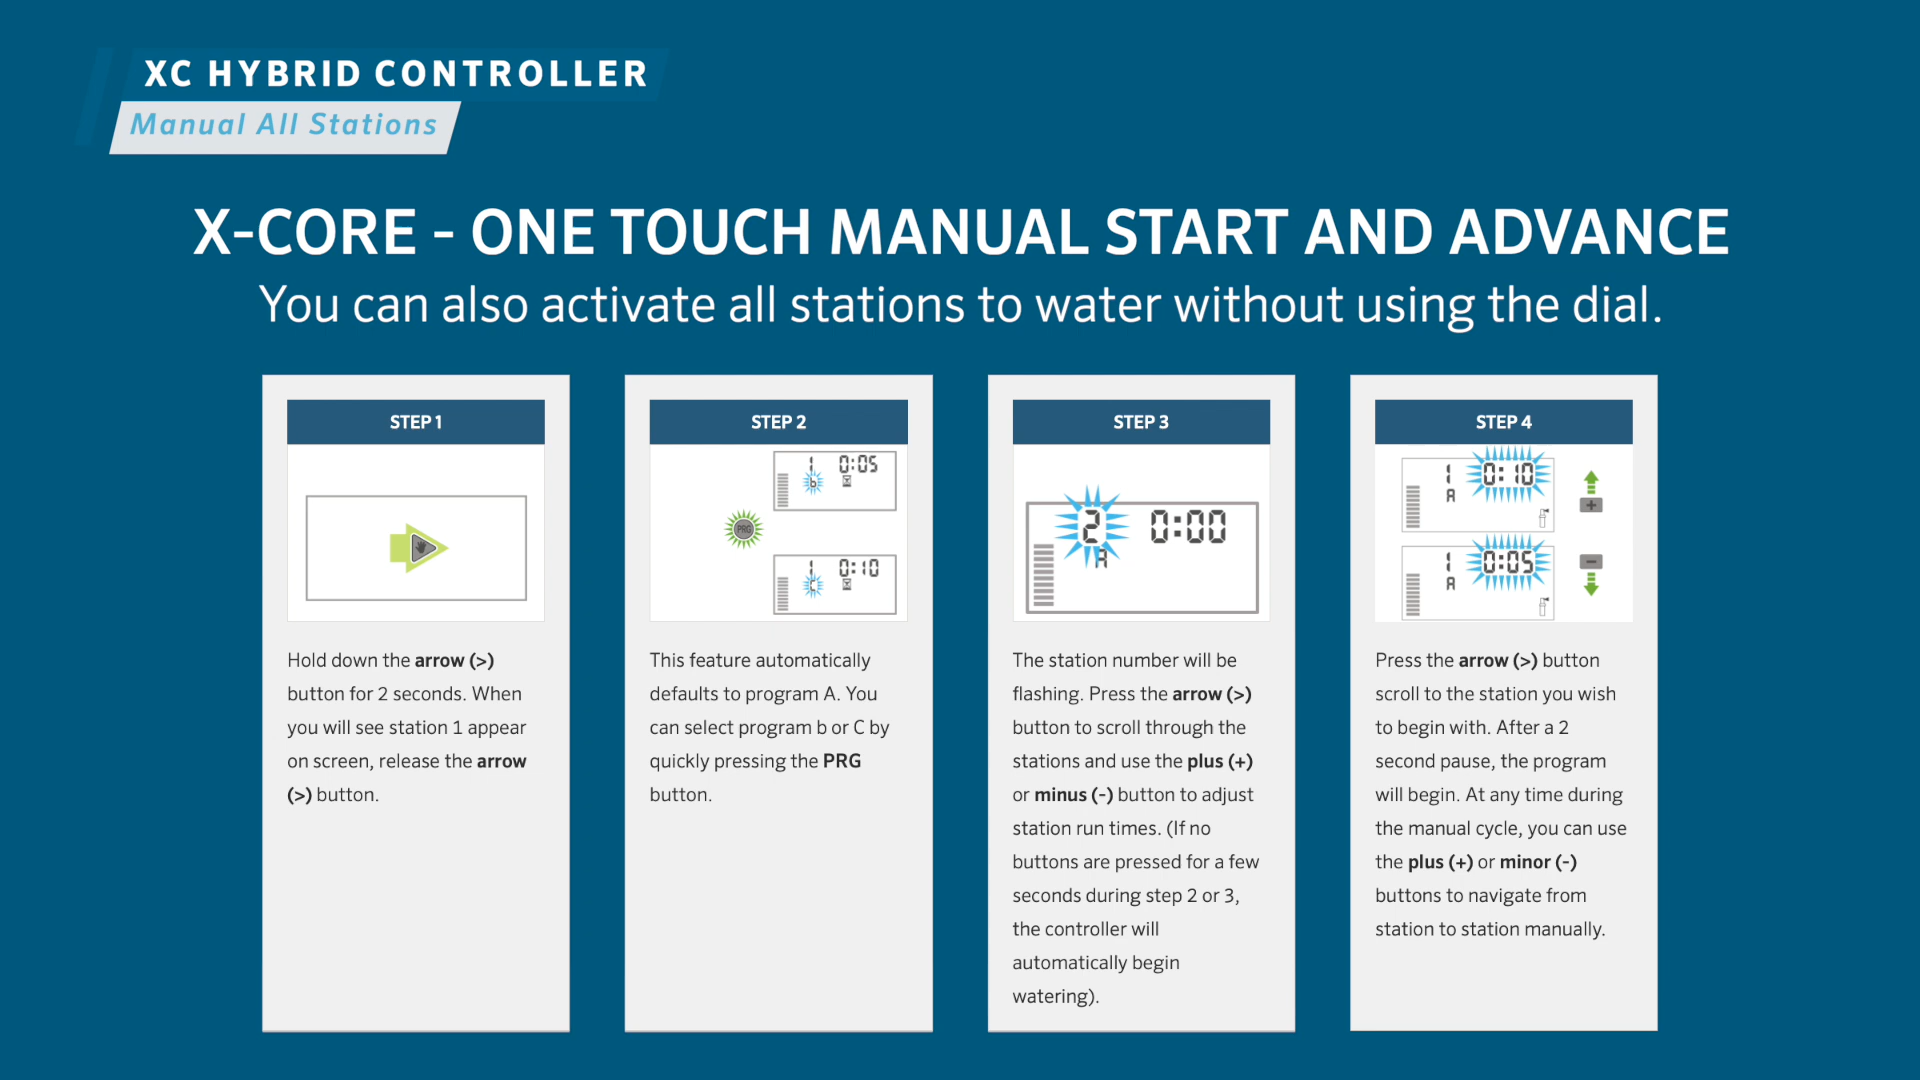 XC HYBRID CONTROLLER
Manual All Stations
X-CORE - ONE TOUCH MANUAL START AND ADVANCE
You can also activate all stations to water without using the dial.
STEP 1
Hold down the arrow (>)
button for 2 seconds. When
you will see station 1 appear
on screen, release the arrow
(>) button.
STEP 2
1 0:05
b
PRG
1 0:10
C
This feature automatically
defaults to program A. You
can select program b or C by
quickly pressing the PRG
button.
STEP 3
2 0:00
A
The station number will be
flashing. Press the arrow (>)
button to scroll through the
stations and use the plus (+)
or minus (-) button to adjust
station run times. (If no
buttons are pressed for a few
seconds during step 2 or 3,
the controller will
automatically begin
watering).
STEP 4
1 0:10
A
+
1 0:05
A
-
Press the arrow (>) button
scroll to the station you wish
to begin with. After a 2
second pause, the program
will begin. At any time during
the manual cycle, you can use
the plus (+) or minor (-)
buttons to navigate from
station to station manually.